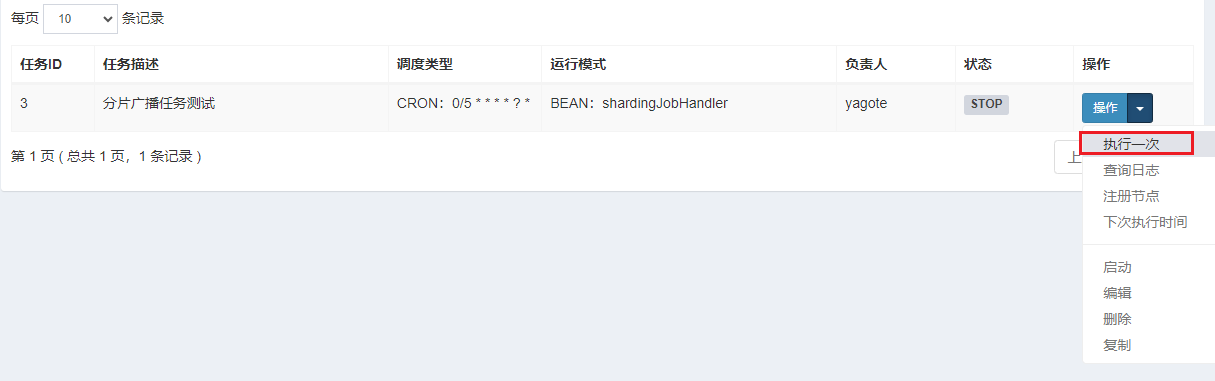 每页 10 条记录
任务ID 任务描述 调度类型 运行模式 负责人 状态 操作
3 分片广播任务测试 CRON：0/5 * * * * ? * BEAN：shardingJobHandler yagote STOP 操作
第 1 页 ( 总共 1 页，1 条记录 ) 上
执行一次
查询日志
注册节点
下次执行时间
启动
编辑
删除
复制